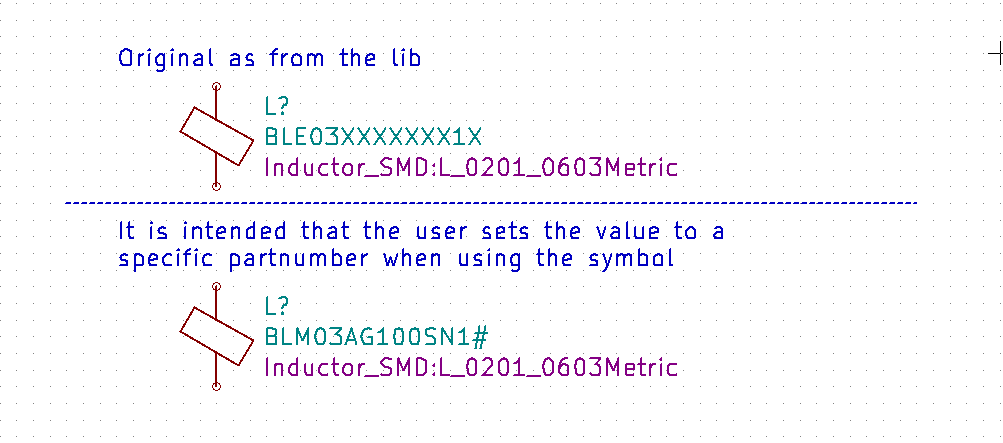 Original as from the lib
L?
BLE03XXXXXXX1X
Inductor_SMD:L_0201_0603Metric
It is intended that the user sets the value to a
specific partnumber when using the symbol
L?
BLM03AG100SN1#
Inductor_SMD:L_0201_0603Metric